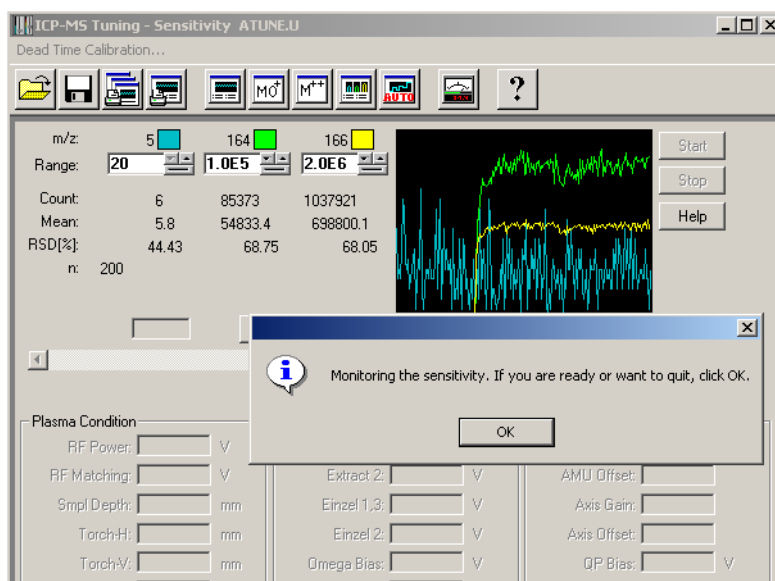 ICP-MS Tuning - Sensitivity ATUNE.U
Dead Time Calibration...
MO+ M++ AUTO ?
m/z: 5 164 166
Range: 20 1.0E5 2.0E6
Count: 6 85373 1037921
Mean: 5.8 54833.4 698800.1
RSD[%]: 44.43 68.75 68.05
n: 200
Start
Stop
Help
Monitoring the sensitivity. If you are ready or want to quit, click OK.
OK
Plasma Condition
RF Power: V
RF Matching: V Extract 2: V AMU Offset:
Smpl Depth: mm Einzel 1,3: V Axis Gain:
Torch-H: mm Einzel 2: V Axis Offset:
Torch-V: mm Omega Bias: V QP Bias: V